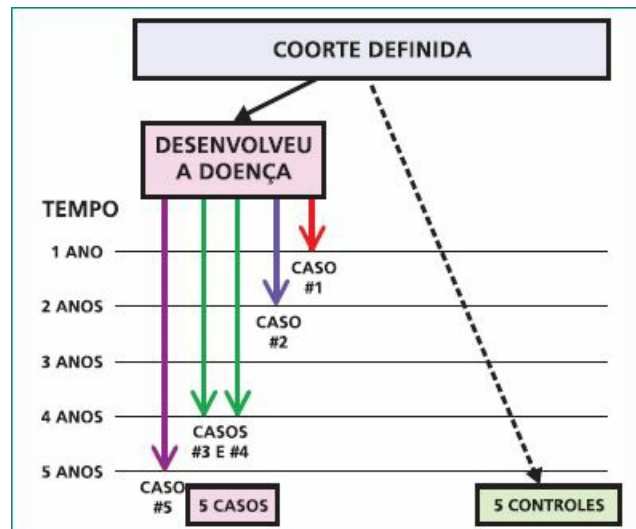 COORTE DEFINIDA
DESENVOLVEU
A DOENÇA
TEMPO
1 ANO
CASO
#1
2 ANOS
CASO
#2
3 ANOS
4 ANOS
CASOS
#3 E #4
5 ANOS
CASO
#5
5 CASOS
5 CONTROLES